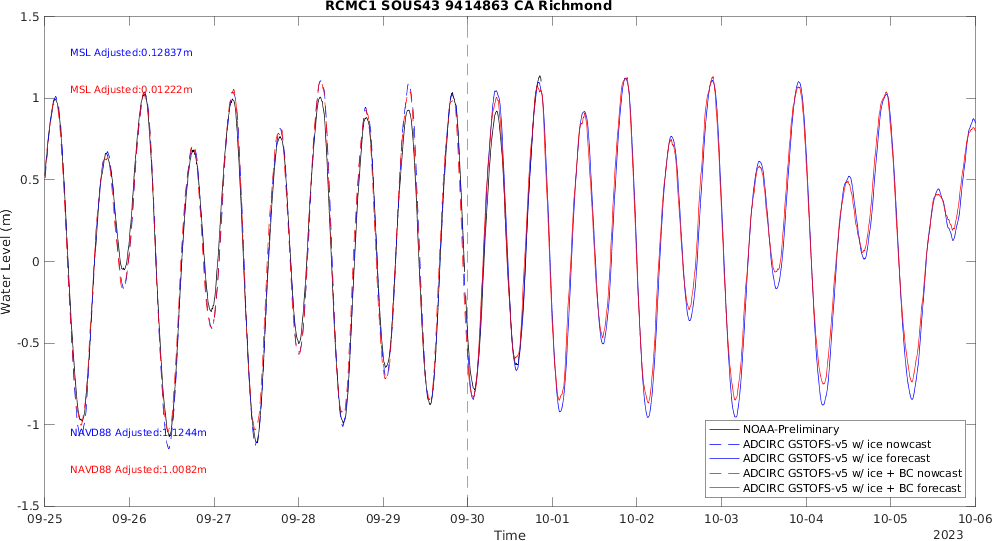 RCMC1 SOUS43 9414863 CA Richmond
1.5
MSL Adjusted:0.12837m
1
MSL Adjusted:0.01222m
0.5
0
Water Level (m)
-0.5
-1
NAVD88 Adjusted:1.1244m
NAVD88 Adjusted:1.0082m
-1.5
NOAA-Preliminary
ADCIRC GSTOFS-v5 w/ ice nowcast
ADCIRC GSTOFS-v5 w/ ice forecast
ADCIRC GSTOFS-v5 w/ ice + BC nowcast
ADCIRC GSTOFS-v5 w/ ice + BC forecast
09-25 09-26 09-27 09-28 09-29 09-30 10-01 10-02 10-03 10-04 10-05 10-06
Time
2023